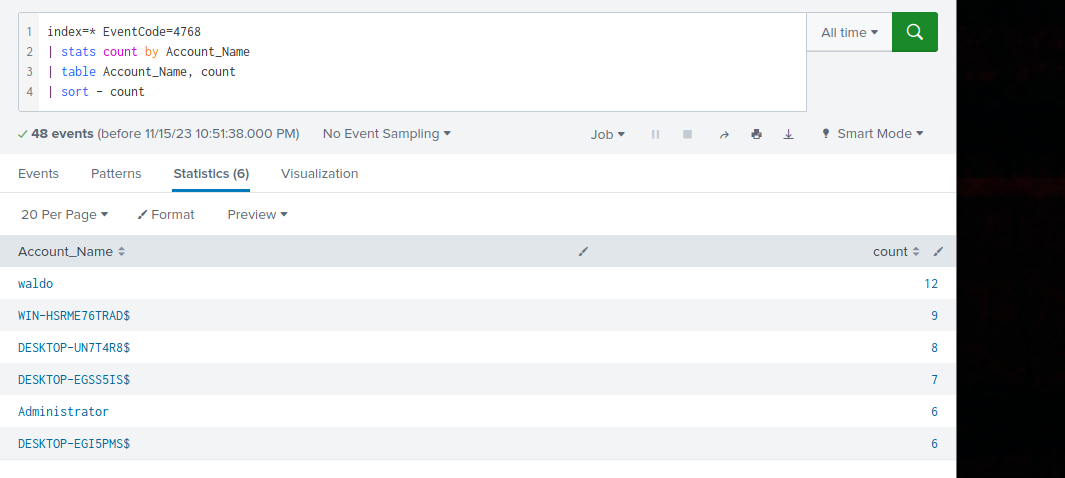 1 index=* EventCode=4768
2 | stats count by Account_Name
3 | table Account_Name, count
4 | sort - count
All time
48 events (before 11/15/23 10:51:38.000 PM) No Event Sampling Job Smart Mode
Events Patterns Statistics (6) Visualization
20 Per Page Format Preview
Account_Name count
waldo 12
WIN-HSRME76TRAD$ 9
DESKTOP-UN7T4R8$ 8
DESKTOP-EGSS5IS$ 7
Administrator 6
DESKTOP-EGI5PMS$ 6